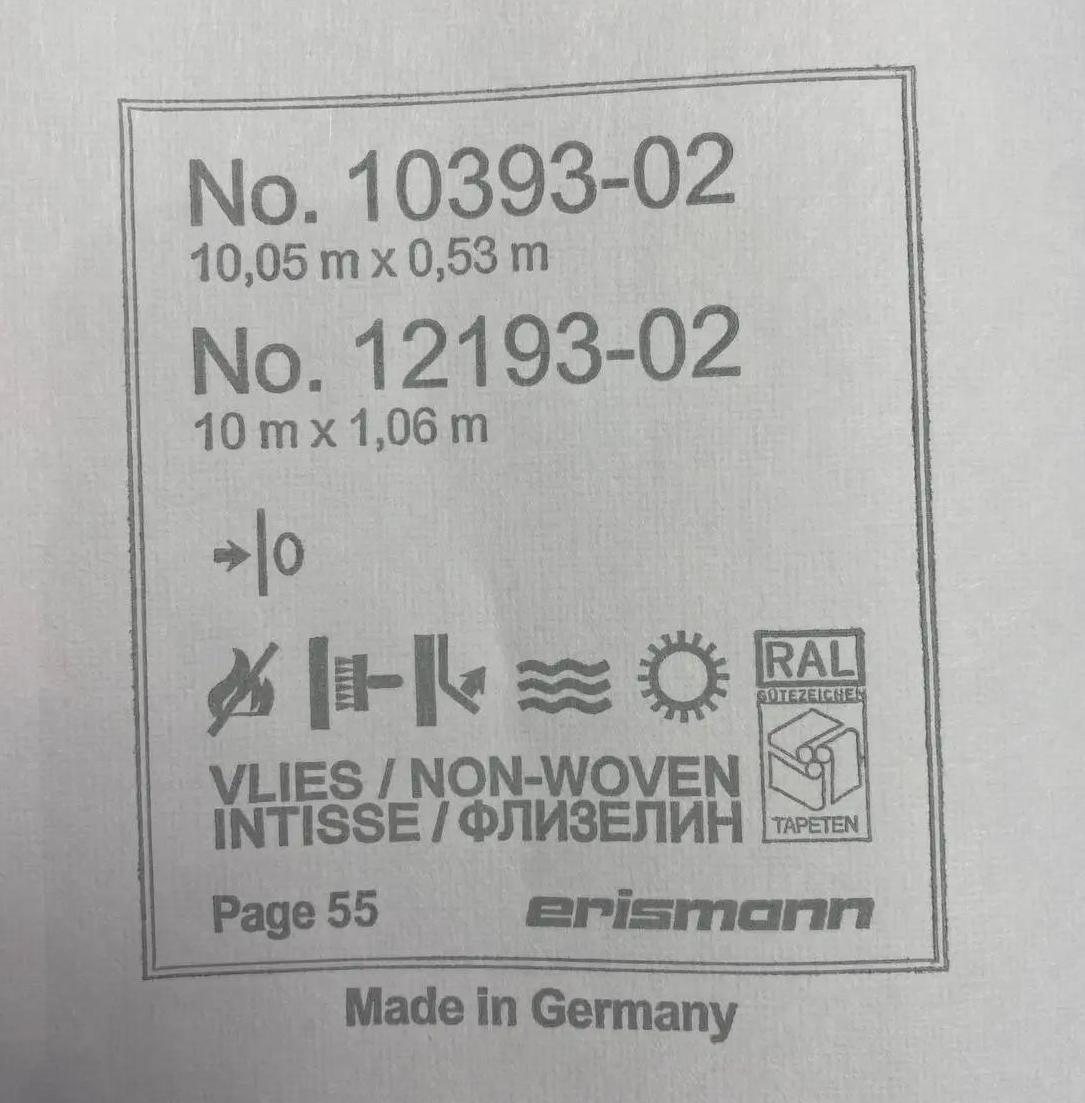 No. 10393-02
10,05 m x 0,53 m
No. 12193-02
10 m x 1,06 m
0
RAL
GÜTEZEICHEN
TAPETEN
VLIES / NON-WOVEN
INTISSE / ФЛИЗЕЛИН
Page 55
erismann
Made in Germany